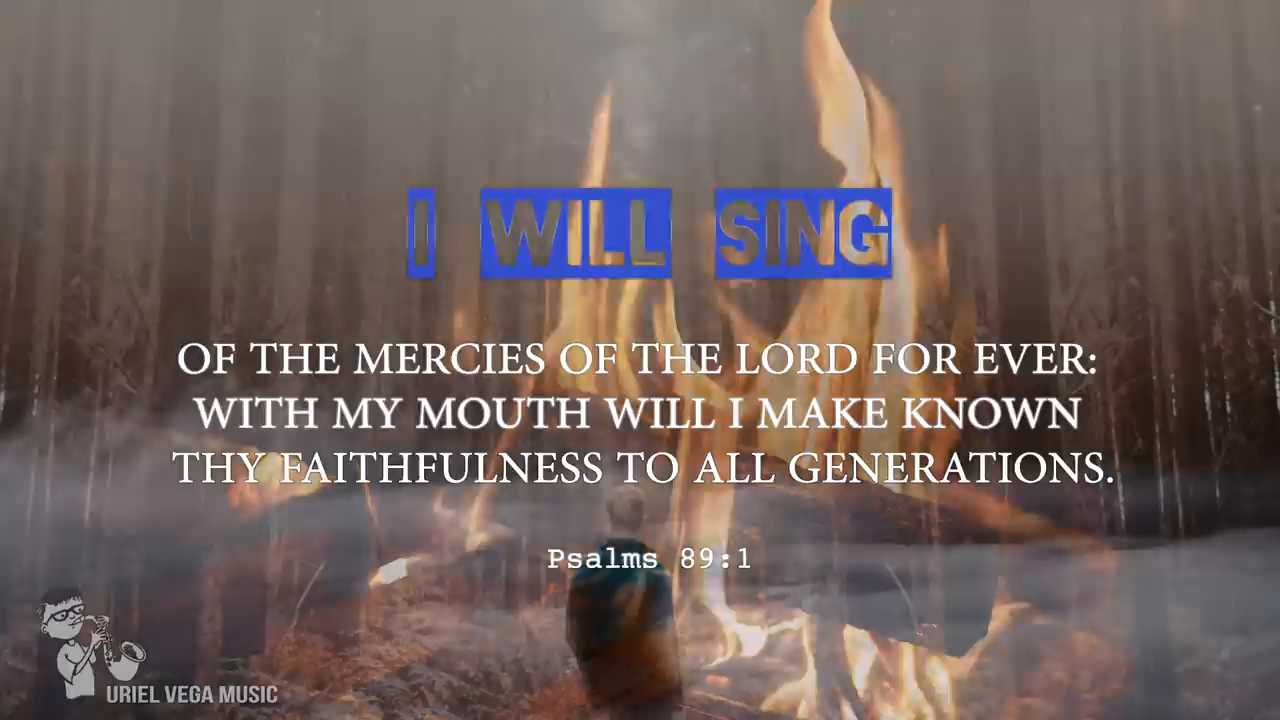 I WILL SING
OF THE MERCIES OF THE LORD FOR EVER:
WITH MY MOUTH WILL I MAKE KNOWN
THY FAITHFULNESS TO ALL GENERATIONS.
Psalms 89:1
URIEL VEGA MUSIC